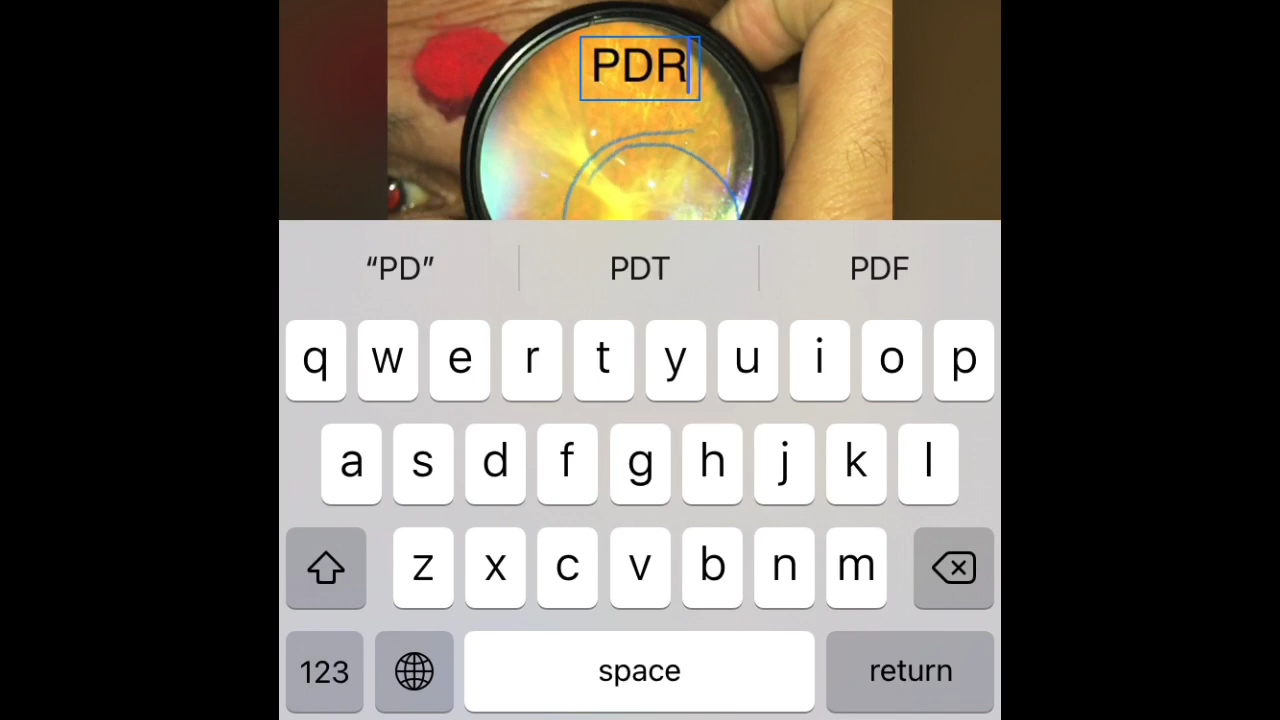 PDR
“PD” PDT PDF
q w e r t y u i o p
a s d f g h j k l
z x c v b n m
123 space return